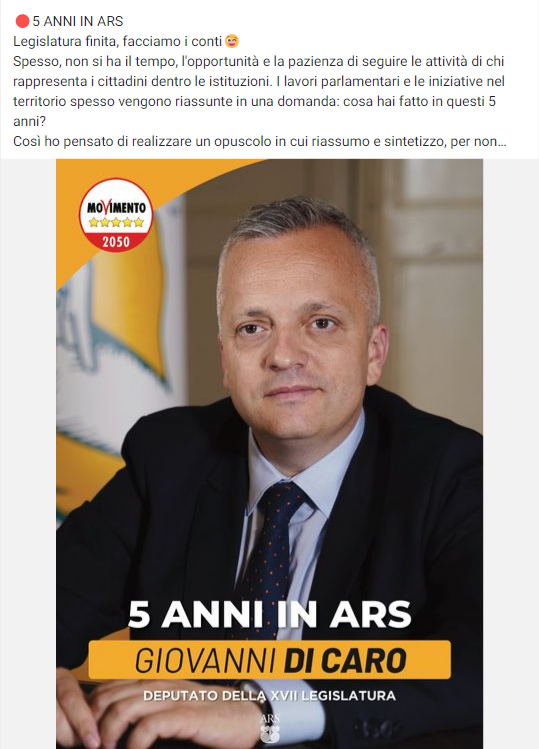 🔴5 ANNI IN ARS
Legislatura finita, facciamo i conti😉
Spesso, non si ha il tempo, l'opportunità e la pazienza di seguire le attività di chi
rappresenta i cittadini dentro le istituzioni. I lavori parlamentari e le iniziative nel
territorio spesso vengono riassunte in una domanda: cosa hai fatto in questi 5
anni?
Così ho pensato di realizzare un opuscolo in cui riassumo e sintetizzo, per non...
MOVIMENTO
2050
5 ANNI IN ARS
GIOVANNI DI CARO
DEPUTATO DELLA XVII LEGISLATURA
ARS